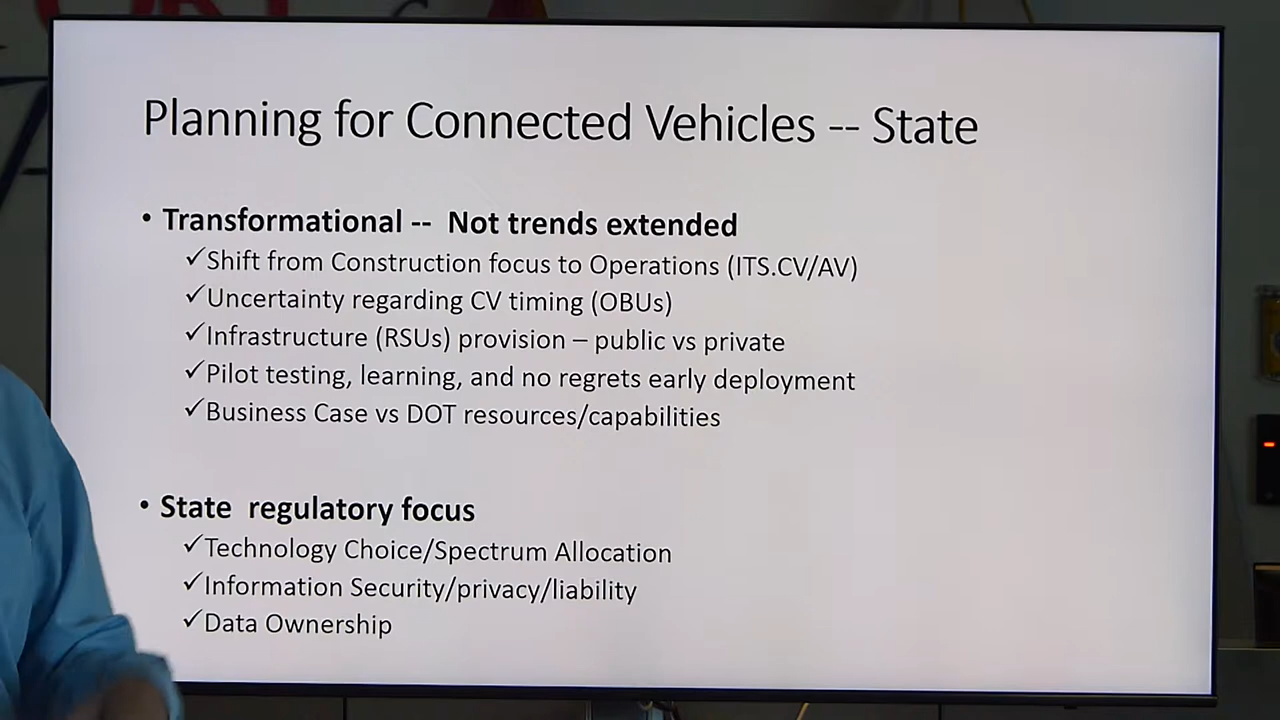 Planning for Connected Vehicles -- State
• Transformational -- Not trends extended
✓Shift from Construction focus to Operations (ITS.CV/AV)
✓Uncertainty regarding CV timing (OBUs)
✓Infrastructure (RSUs) provision – public vs private
✓Pilot testing, learning, and no regrets early deployment
✓Business Case vs DOT resources/capabilities
• State regulatory focus
✓Technology Choice/Spectrum Allocation
✓Information Security/privacy/liability
✓Data Ownership